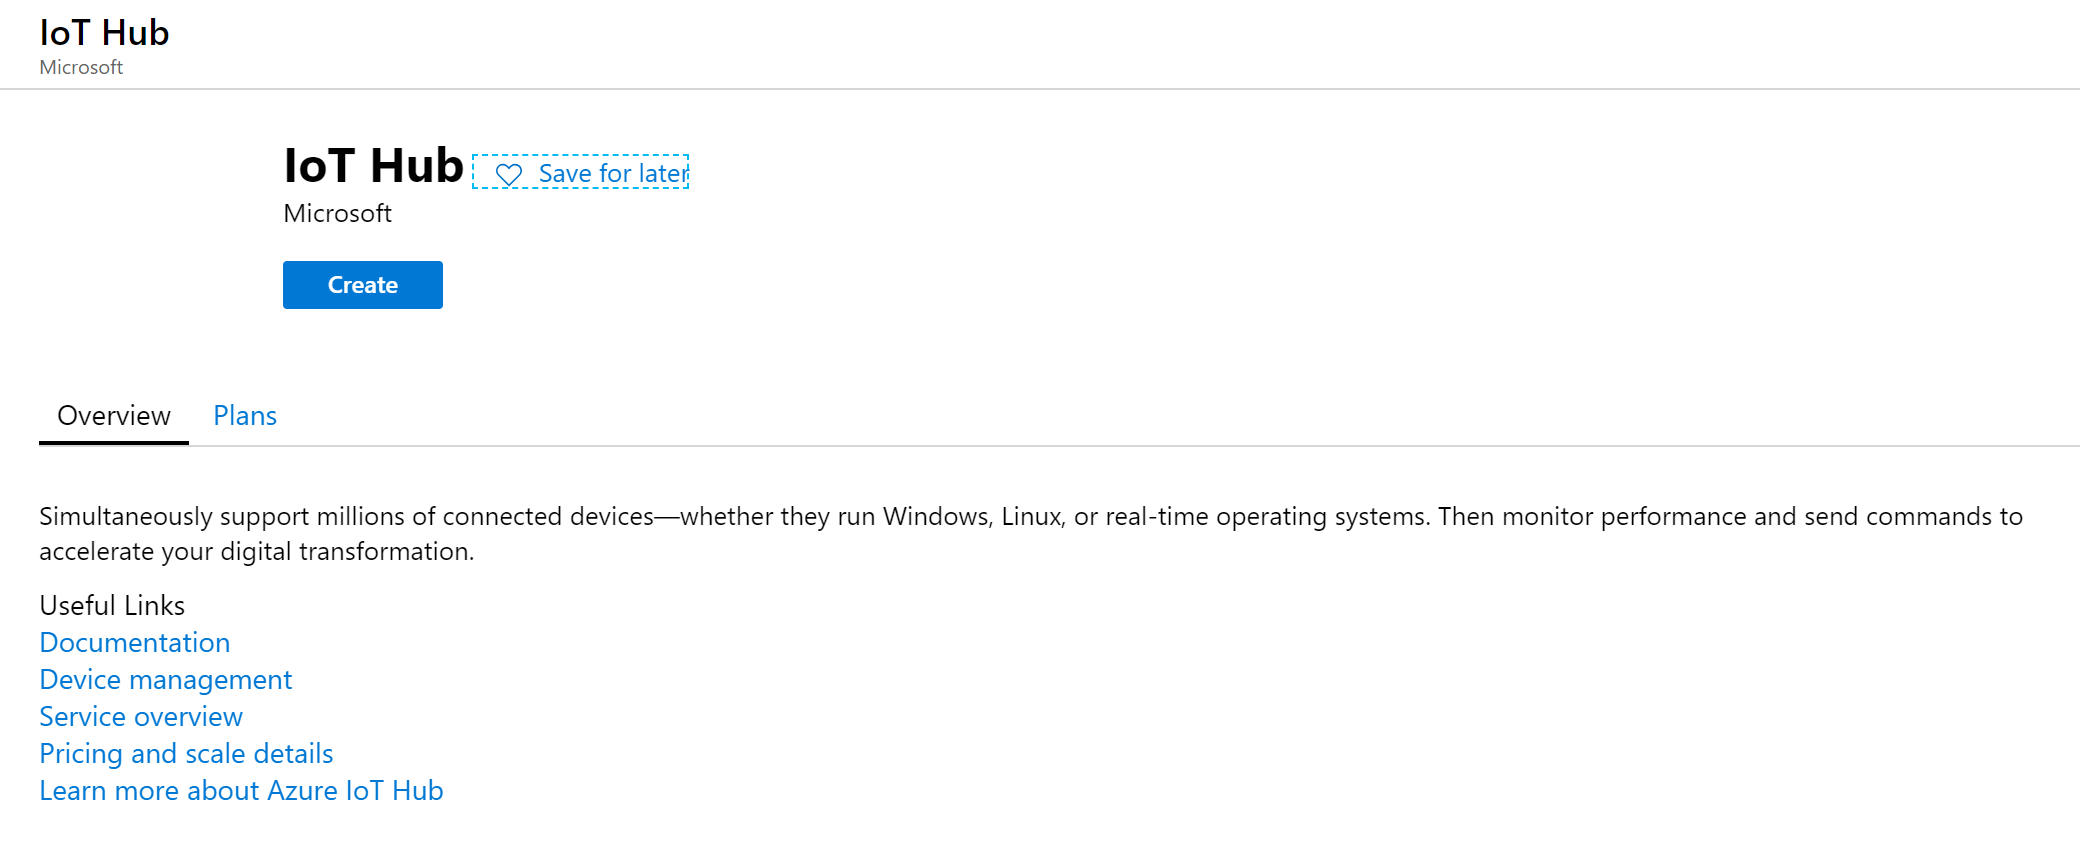 IoT Hub
Microsoft
IoT Hub Save for later
Microsoft
Create
Overview Plans
Simultaneously support millions of connected devices—whether they run Windows, Linux, or real-time operating systems. Then monitor performance and send commands to
accelerate your digital transformation.
Useful Links
Documentation
Device management
Service overview
Pricing and scale details
Learn more about Azure IoT Hub